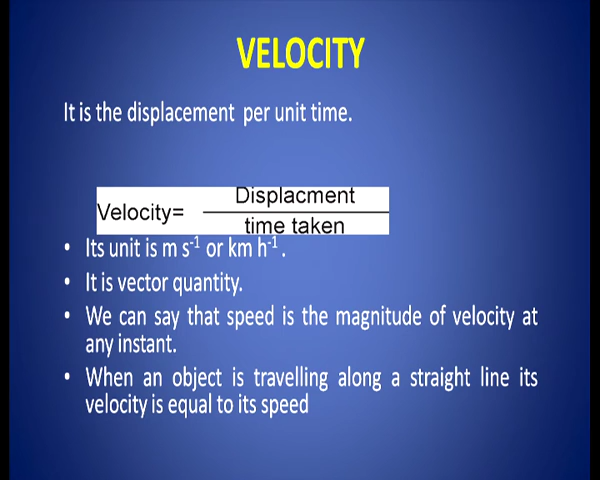 VELOCITY
It is the displacement per unit time.
Displacment
Velocity=
time taken
• Its unit is m s⁻¹ or km h⁻¹ .
• It is vector quantity.
• We can say that speed is the magnitude of velocity at
any instant.
• When an object is travelling along a straight line its
velocity is equal to its speed